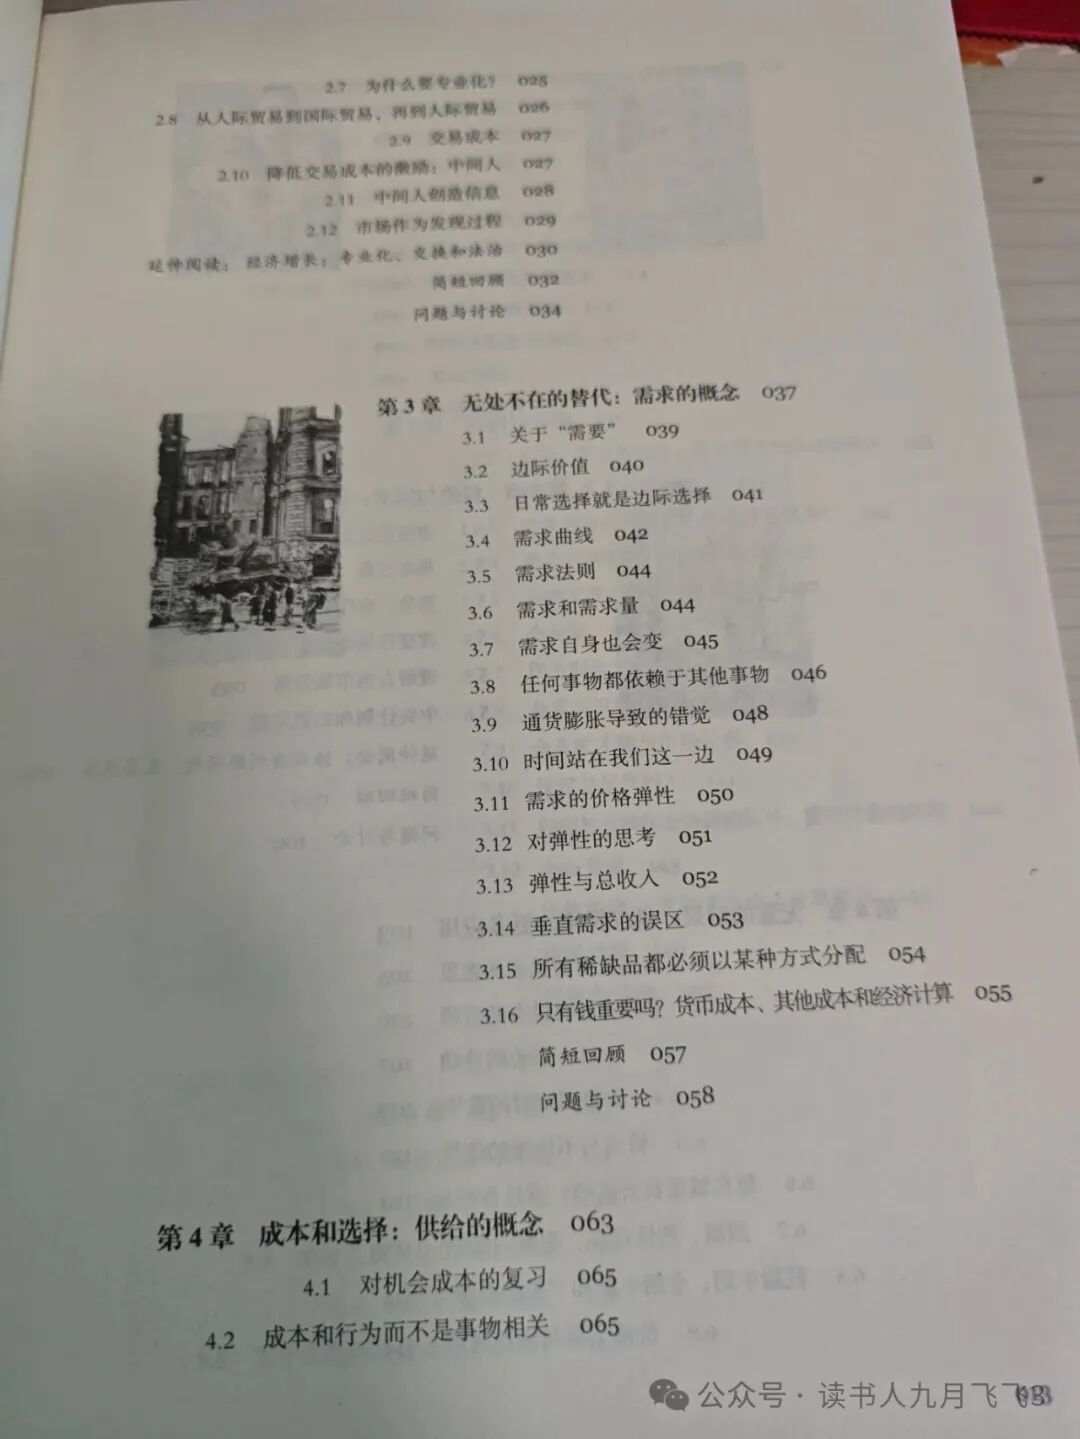 2.7 为什么要专业化？ 025
2.8 从人际贸易到国际贸易，再到人际贸易 026
2.9 交易成本 027
2.10 降低交易成本的激励：中间人 027
2.11 中间人创造信息 028
2.12 市场作为发现过程 029
延伸阅读： 经济增长：专业化、交换和法治 030
简短回顾 032
问题与讨论 034
第3章 无处不在的替代：需求的概念 037
3.1 关于“需要” 039
3.2 边际价值 040
3.3 日常选择就是边际选择 041
3.4 需求曲线 042
3.5 需求法则 044
3.6 需求和需求量 044
3.7 需求自身也会变 045
3.8 任何事物都依赖于其他事物 046
3.9 通货膨胀导致的错觉 048
3.10 时间站在我们这一边 049
3.11 需求的价格弹性 050
3.12 对弹性的思考 051
3.13 弹性与总收入 052
3.14 垂直需求的误区 053
3.15 所有稀缺品都必须以某种方式分配 054
3.16 只有钱重要吗？货币成本、其他成本和经济计算 055
简短回顾 057
问题与讨论 058
第4章 成本和选择：供给的概念 063
4.1 对机会成本的复习 065
4.2 成本和行为而不是事物相关 065
公众号·读书人九月飞飞